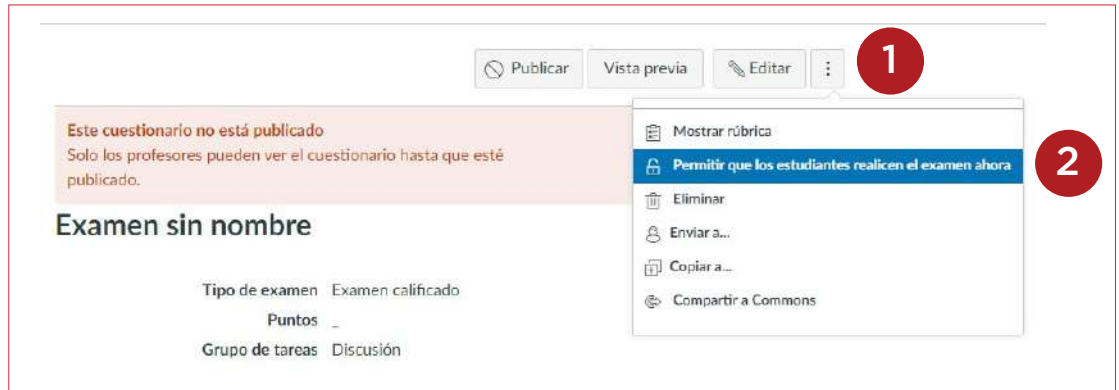 Publicar Vista previa Editar 1
Este cuestionario no está publicado
Solo los profesores pueden ver el cuestionario hasta que esté
publicado.
Mostrar rúbrica
Permitir que los estudiantes realicen el examen ahora 2
Eliminar
Enviar a...
Copiar a...
Compartir a Commons
Examen sin nombre
Tipo de examen Examen calificado
Puntos _
Grupo de tareas Discusión